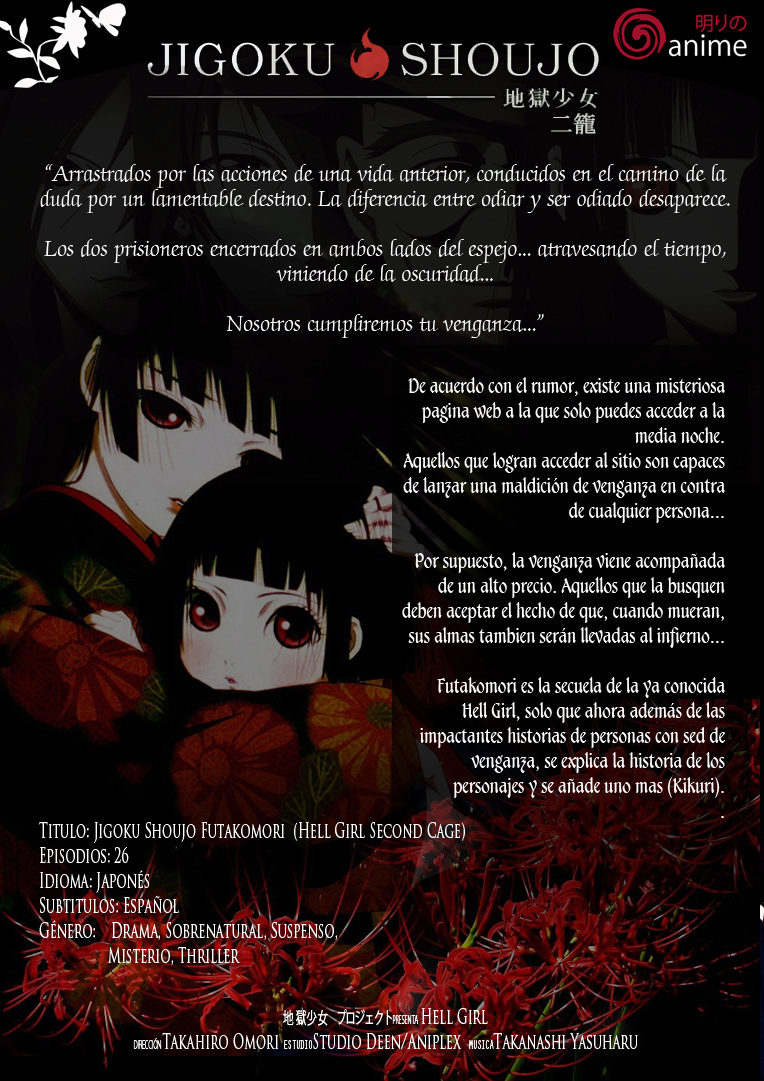 JIGOKU SHOUJO
地獄少女
二籠
明りの
anime
“Arrastrados por las acciones de una vida anterior, conducidos en el camino de la
duda por un lamentable destino. La diferencia entre odiar y ser odiado desaparece.
Los dos prisioneros encerrados en ambos lados del espejo... atravesando el tiempo,
viniendo de la oscuridad...
Nosotros cumpliremos tu venganza...”
De acuerdo con el rumor, existe una misteriosa
pagina web a la que solo puedes acceder a la
media noche.
Aquellos que logran acceder al sitio son capaces
de lanzar una maldición de venganza en contra
de cualquier persona...
Por supuesto, la venganza viene acompañada
de un alto precio. Aquellos que la busquen
deben aceptar el hecho de que, cuando mueran,
sus almas tambien serán llevadas al infierno...
Futakomori es la secuela de la ya conocida
Hell Girl, solo que ahora además de las
impactantes historias de personas con sed de
venganza, se explica la historia de los
personajes y se añade uno mas (Kikuri).
.
Titulo: Jigoku Shoujo Futakomori (Hell Girl Second Cage)
Episodios: 26
Idioma: Japonés
Subtitulos: Español
Género: Drama, Sobrenatural, Suspenso,
Misterio, Thriller
地獄少女 プロジェクト PRESENTA Hell Girl
DIRECCIÓN Takahiro Omori ESTUDIO Studio Deen/Aniplex MÚSICA Takanashi Yasuharu